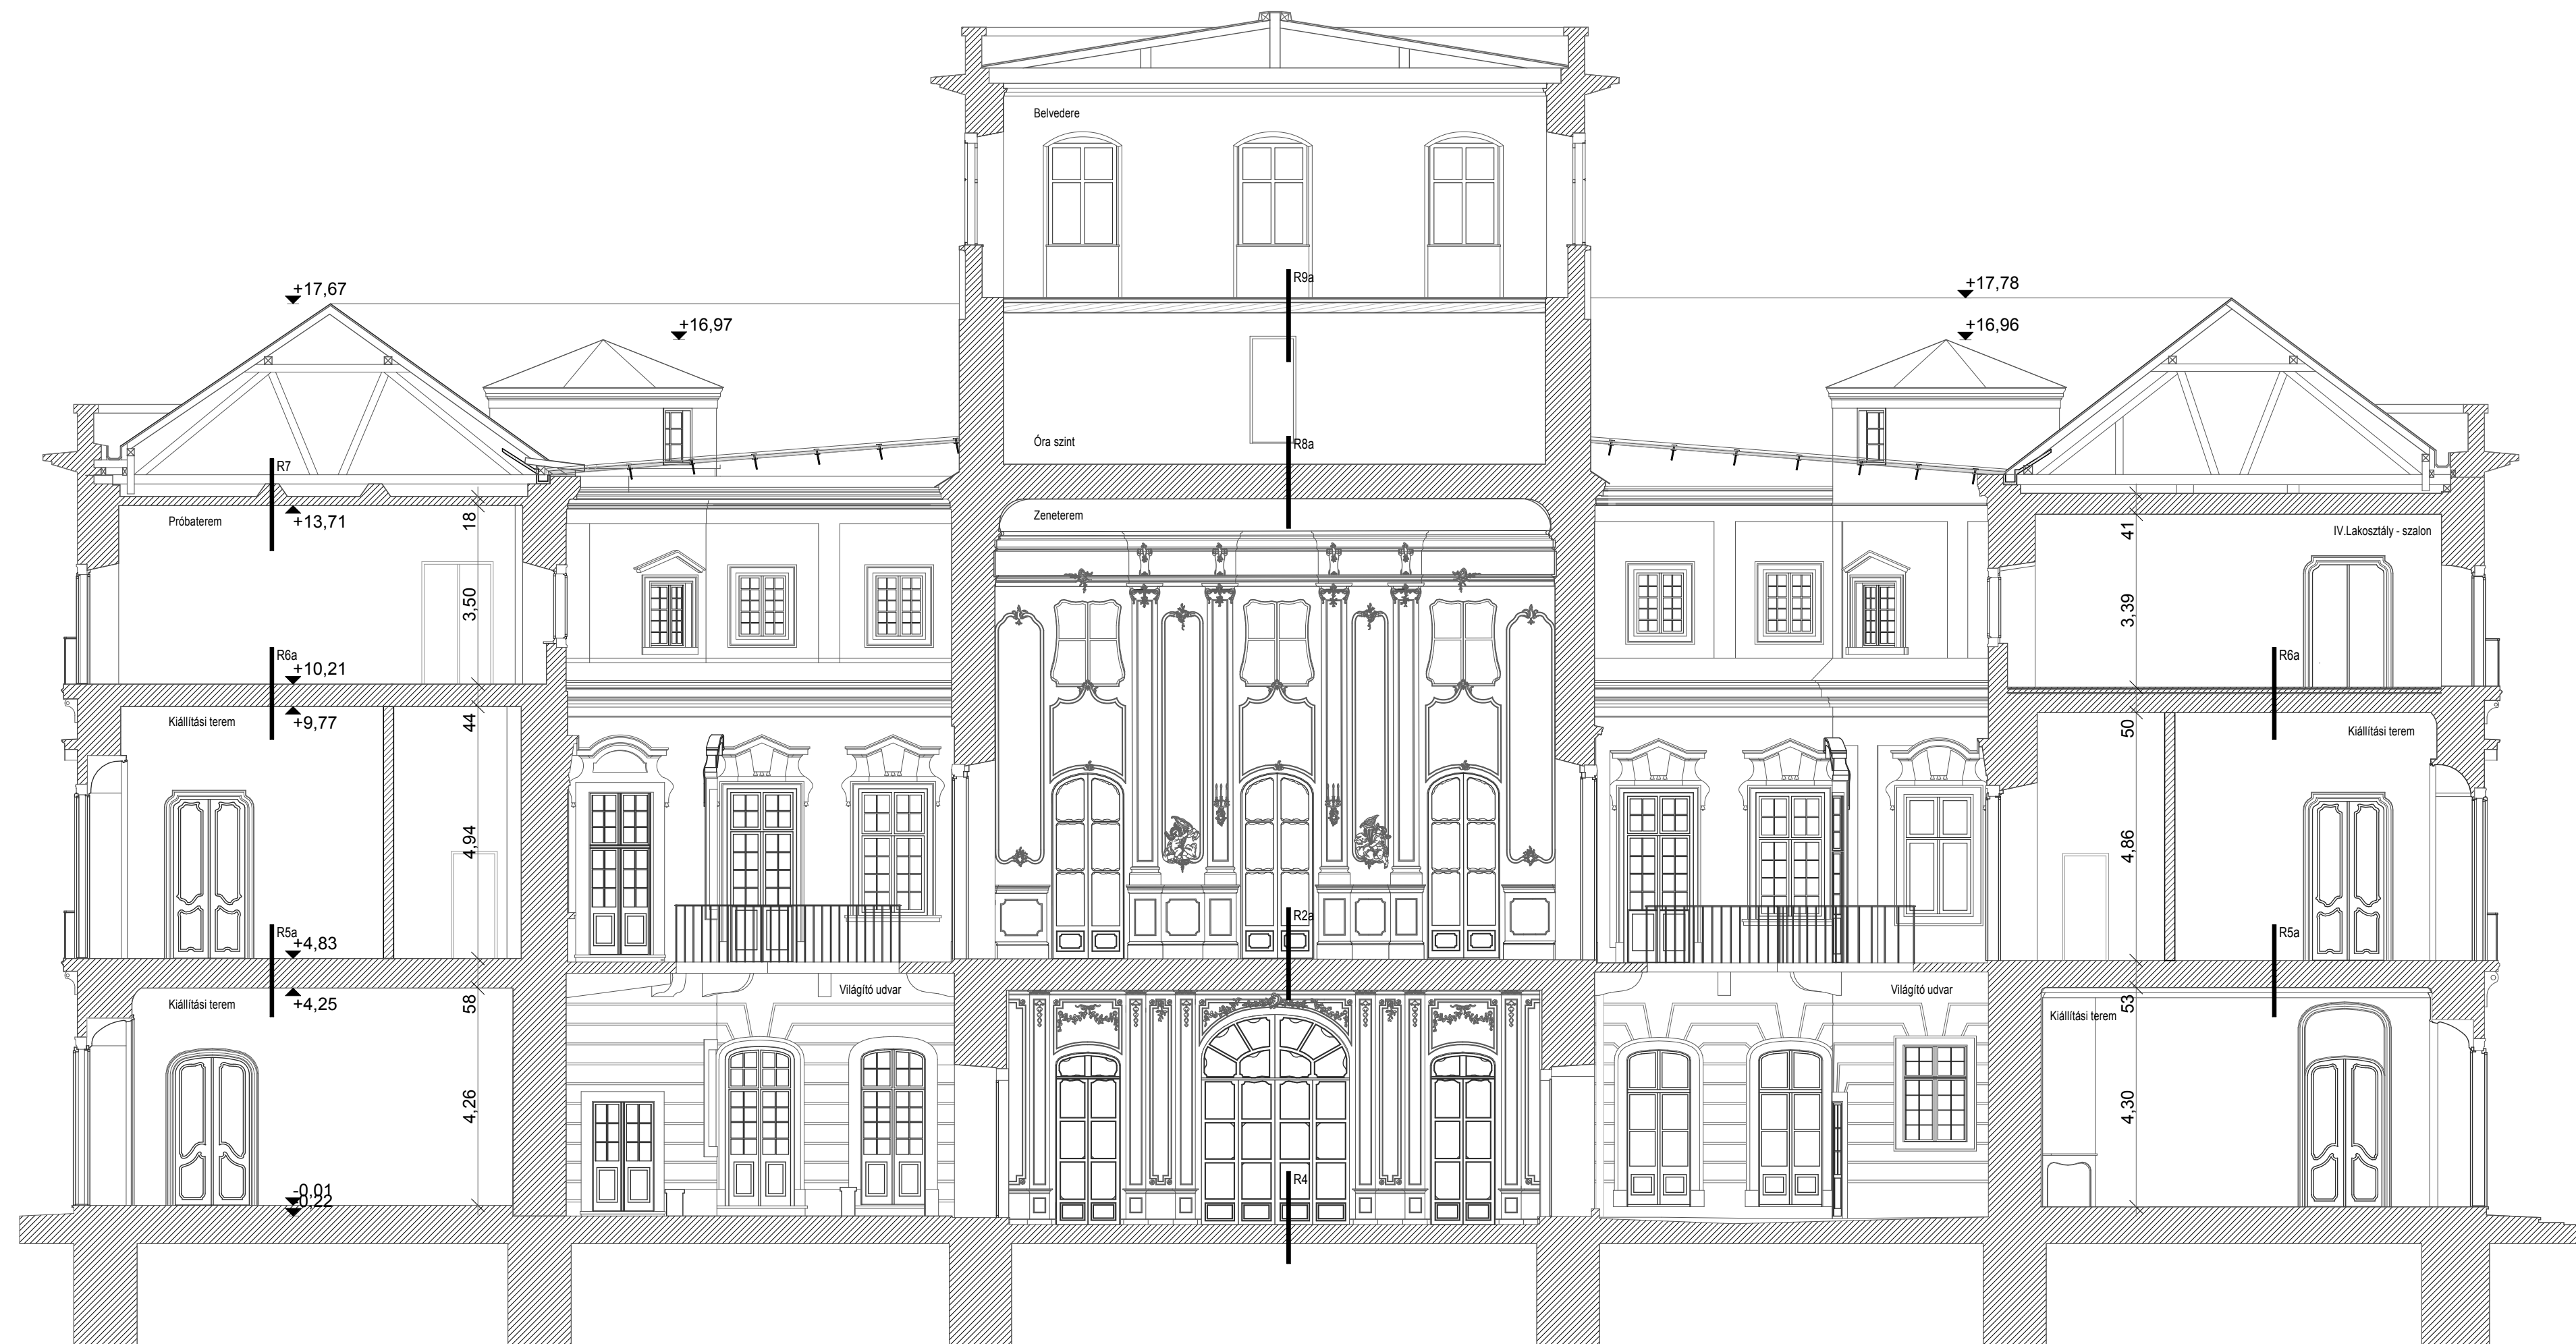 Belvedere
R9a
+17,67
+17,78
+16,97
+16,96
Óra szint
R8a
R7
Próbaterem
+13,71
18
Zeneterem
41
IV.Lakosztály - szalon
3,50
3,39
R6a
+10,21
R6a
Kiállítási terem
+9,77
44
50
Kiállítási terem
4,94
4,86
R5a
+4,83
R2a
R5a
Kiállítási terem
+4,25
58
Világító udvar
Világító udvar
53
Kiállítási terem
4,26
4,30
-0,01
-0,22
R4